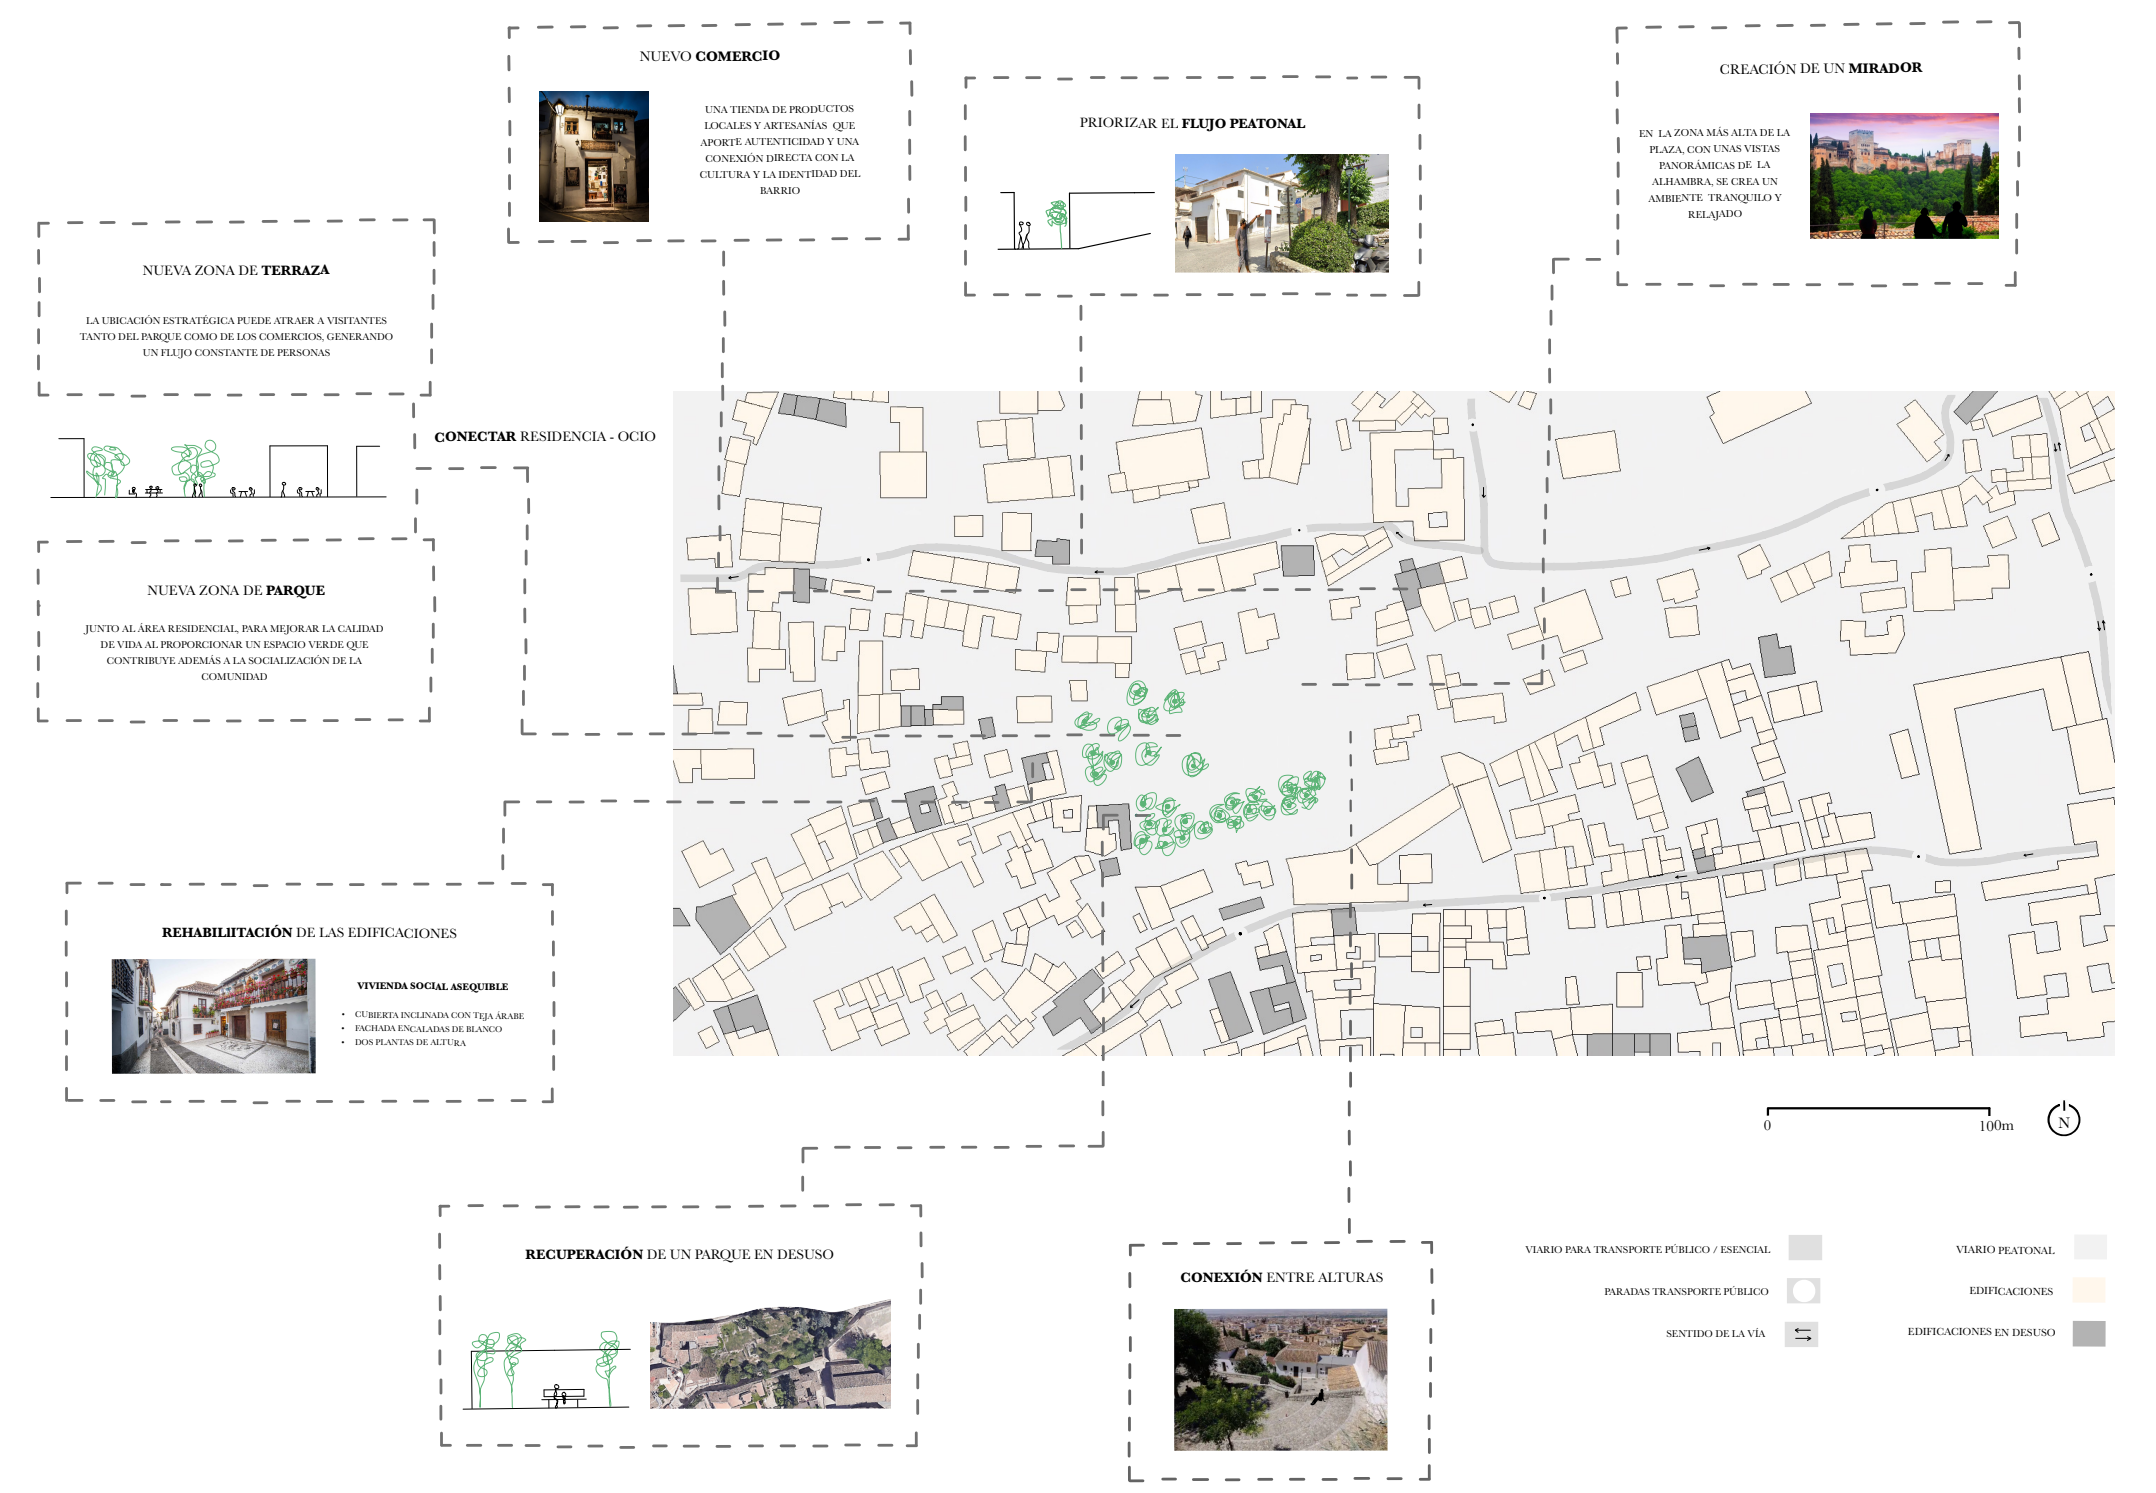 NUEVO COMERCIO
UNA TIENDA DE PRODUCTOS
LOCALES Y ARTESANÍAS QUE
APORTE AUTENTICIDAD Y UNA
CONEXIÓN DIRECTA CON LA
CULTURA Y LA IDENTIDAD DEL
BARRIO
PRIORIZAR EL FLUJO PEATONAL
CREACIÓN DE UN MIRADOR
EN LA ZONA MÁS ALTA DE LA
PLAZA, CON UNAS VISTAS
PANORÁMICAS DE LA
ALHAMBRA, SE CREA UN
AMBIENTE TRANQUILO Y
RELAJADO
NUEVA ZONA DE TERRAZA
LA UBICACIÓN ESTRATÉGICA PUEDE ATRAER A VISITANTES
TANTO DEL PARQUE COMO DE LOS COMERCIOS, GENERANDO
UN FLUJO CONSTANTE DE PERSONAS
CONECTAR RESIDENCIA - OCIO
NUEVA ZONA DE PARQUE
JUNTO AL ÁREA RESIDENCIAL, PARA MEJORAR LA CALIDAD
DE VIDA AL PROPORCIONAR UN ESPACIO VERDE QUE
CONTRIBUYE ADEMÁS A LA SOCIALIZACIÓN DE LA
COMUNIDAD
REHABILIITACIÓN DE LAS EDIFICACIONES
VIVIENDA SOCIAL ASEQUIBLE
• CUBIERTA INCLINADA CON TEJA ÁRABE
• FACHADA ENCALADAS DE BLANCO
• DOS PLANTAS DE ALTURA
RECUPERACIÓN DE UN PARQUE EN DESUSO
CONEXIÓN ENTRE ALTURAS
0 100m
N
VIARIO PARA TRANSPORTE PÚBLICO / ESENCIAL
PARADAS TRANSPORTE PÚBLICO
SENTIDO DE LA VÍA
VIARIO PEATONAL
EDIFICACIONES
EDIFICACIONES EN DESUSO